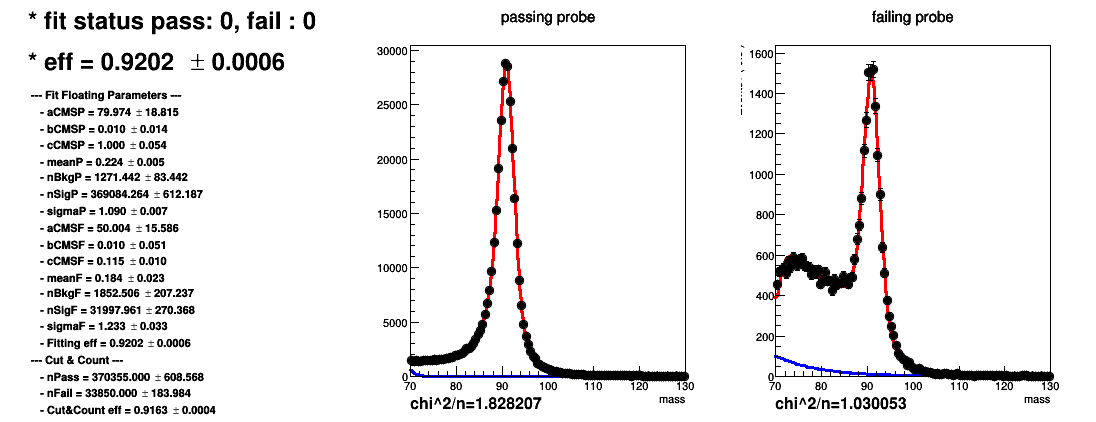 * fit status pass: 0, fail : 0
* eff = 0.9202 ± 0.0006
--- Fit Floating Parameters ---
- aCMSP = 79.974 ± 18.815
- bCMSP = 0.010 ± 0.014
- cCMSP = 1.000 ± 0.054
- meanP = 0.224 ± 0.005
- nBkgP = 1271.442 ± 83.442
- nSigP = 369084.264 ± 612.187
- sigmaP = 1.090 ± 0.007
- aCMSF = 50.004 ± 15.586
- bCMSF = 0.010 ± 0.051
- cCMSF = 0.115 ± 0.010
- meanF = 0.184 ± 0.023
- nBkgF = 1852.506 ± 207.237
- nSigF = 31997.961 ± 270.368
- sigmaF = 1.233 ± 0.033
- Fitting eff = 0.9202 ± 0.0006
--- Cut & Count ---
- nPass = 370355.000 ± 608.568
- nFail = 33850.000 ± 183.984
- Cut&Count eff = 0.9163 ± 0.0004
passing probe
30000
25000
20000
15000
10000
5000
0
70 80 90 100 110 120 130
mass
chi^2/n=1.828207
failing probe
1600
1400
1200
1000
800
600
400
200
0
70 80 90 100 110 120 130
mass
chi^2/n=1.030053